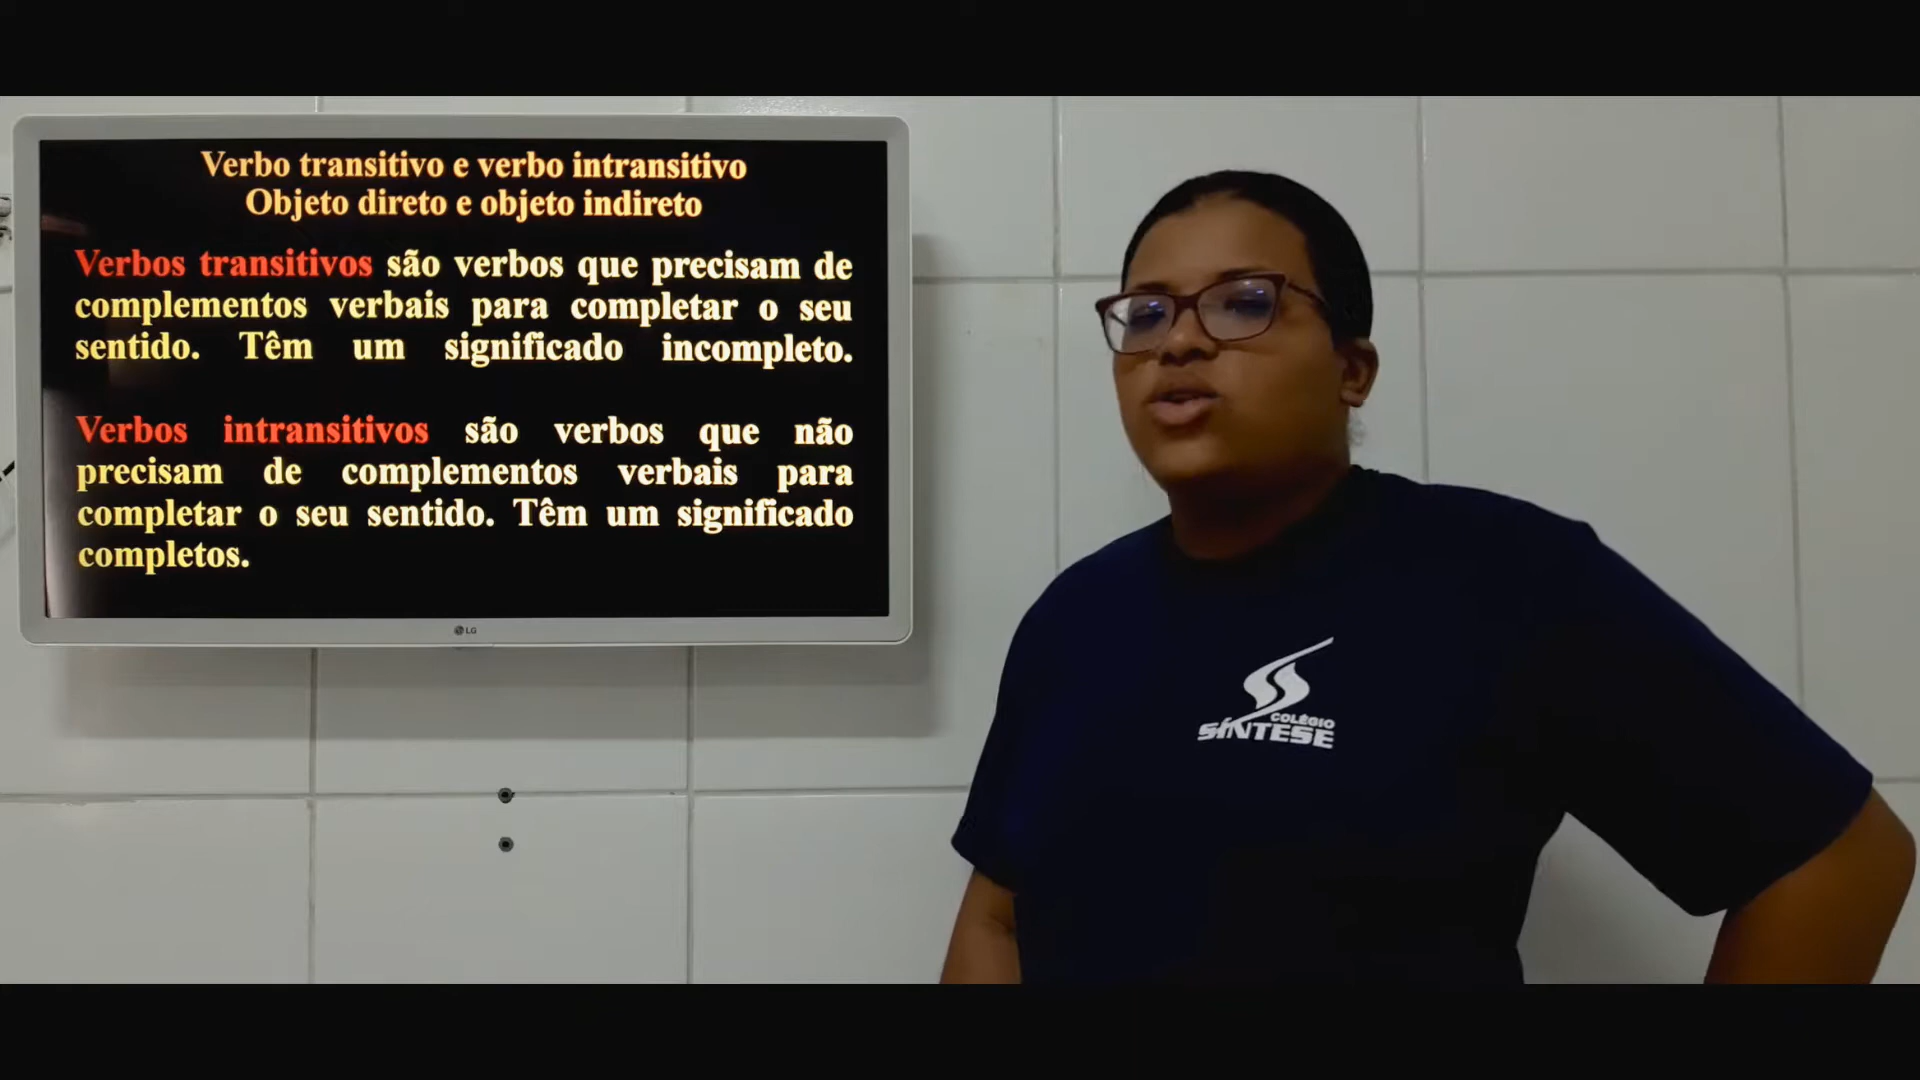 Verbo transitivo e verbo intransitivo
Objeto direto e objeto indireto
Verbos transitivos são verbos que precisam de
complementos verbais para completar o seu
sentido. Têm um significado incompleto.
Verbos intransitivos são verbos que não
precisam de complementos verbais para
completar o seu sentido. Têm um significado
completos.
LG
COLÉGIO
SÍNTESE